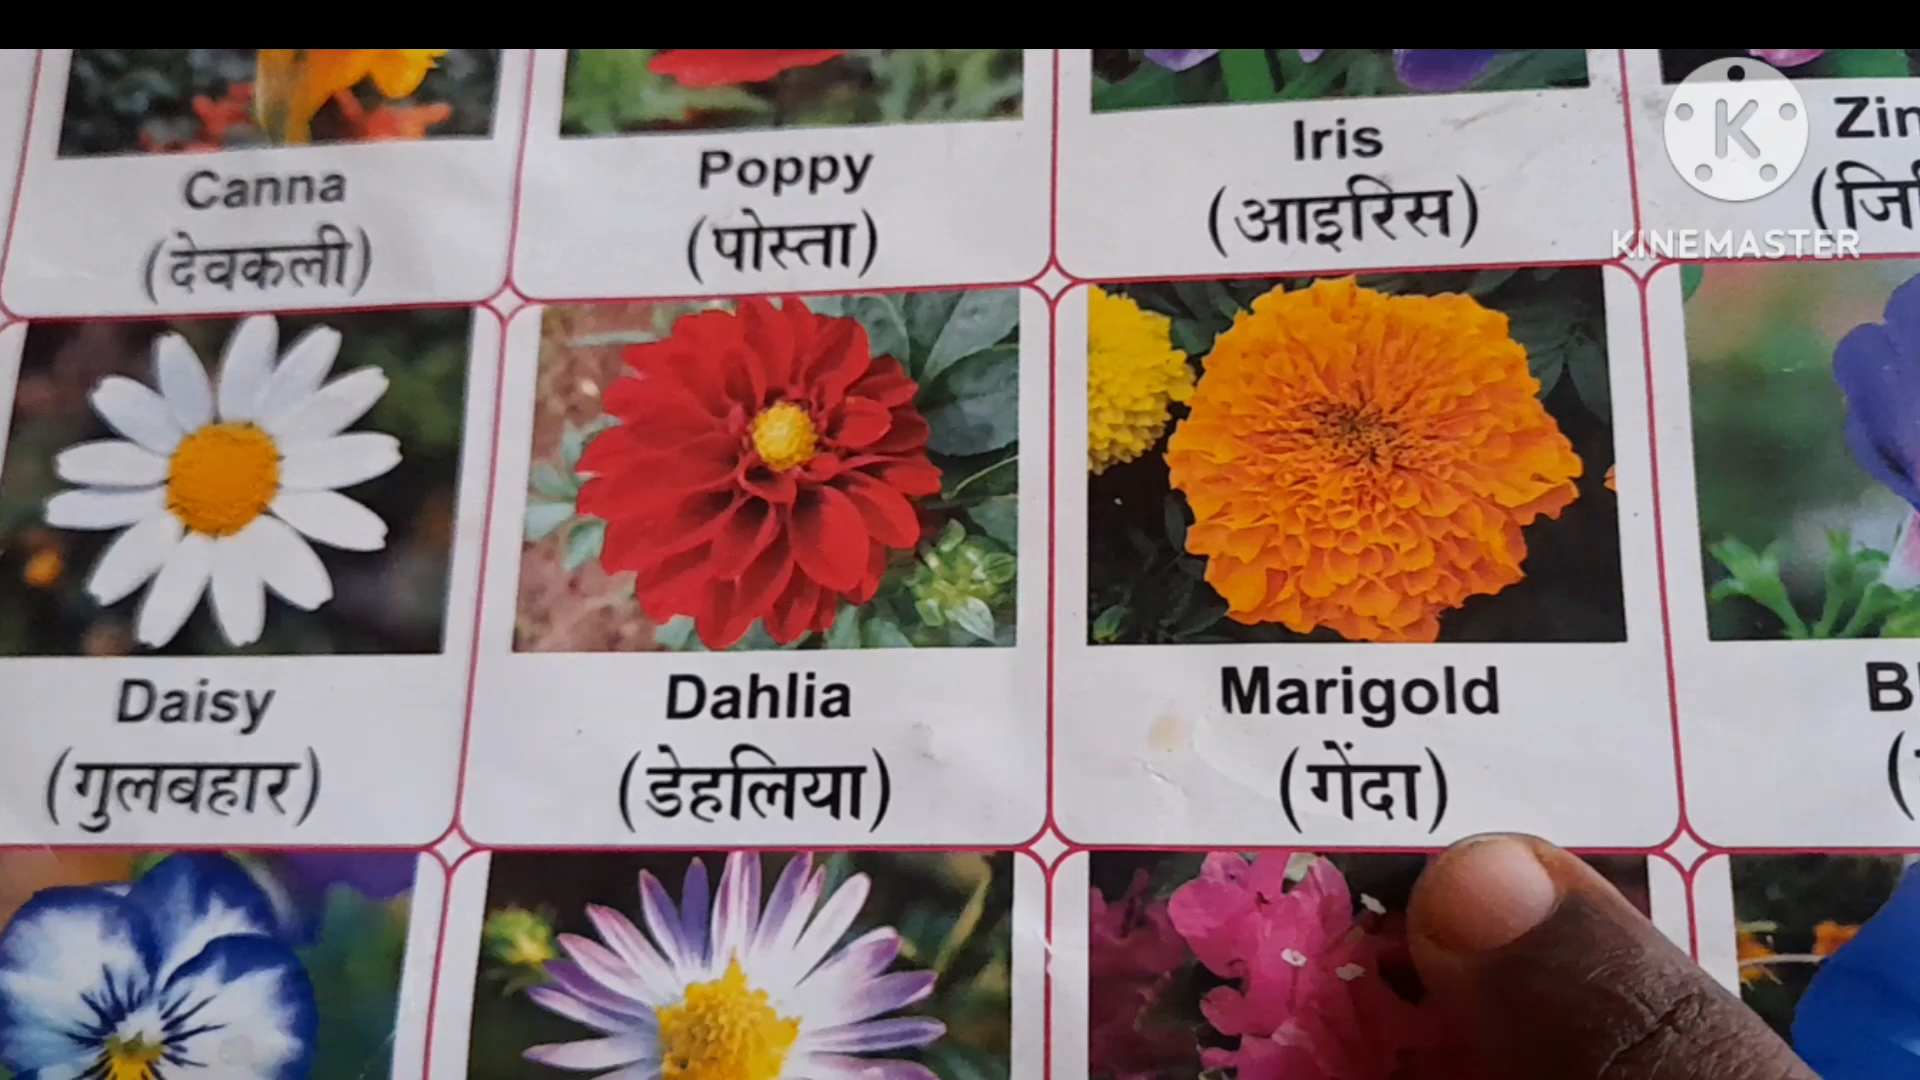 Canna
(देवकली)
Poppy
(पोस्ता)
Iris
(आइरिस)
K
KINEMASTER
Daisy
(गुलबहार)
Dahlia
(डेहलिया)
Marigold
(गेंदा)